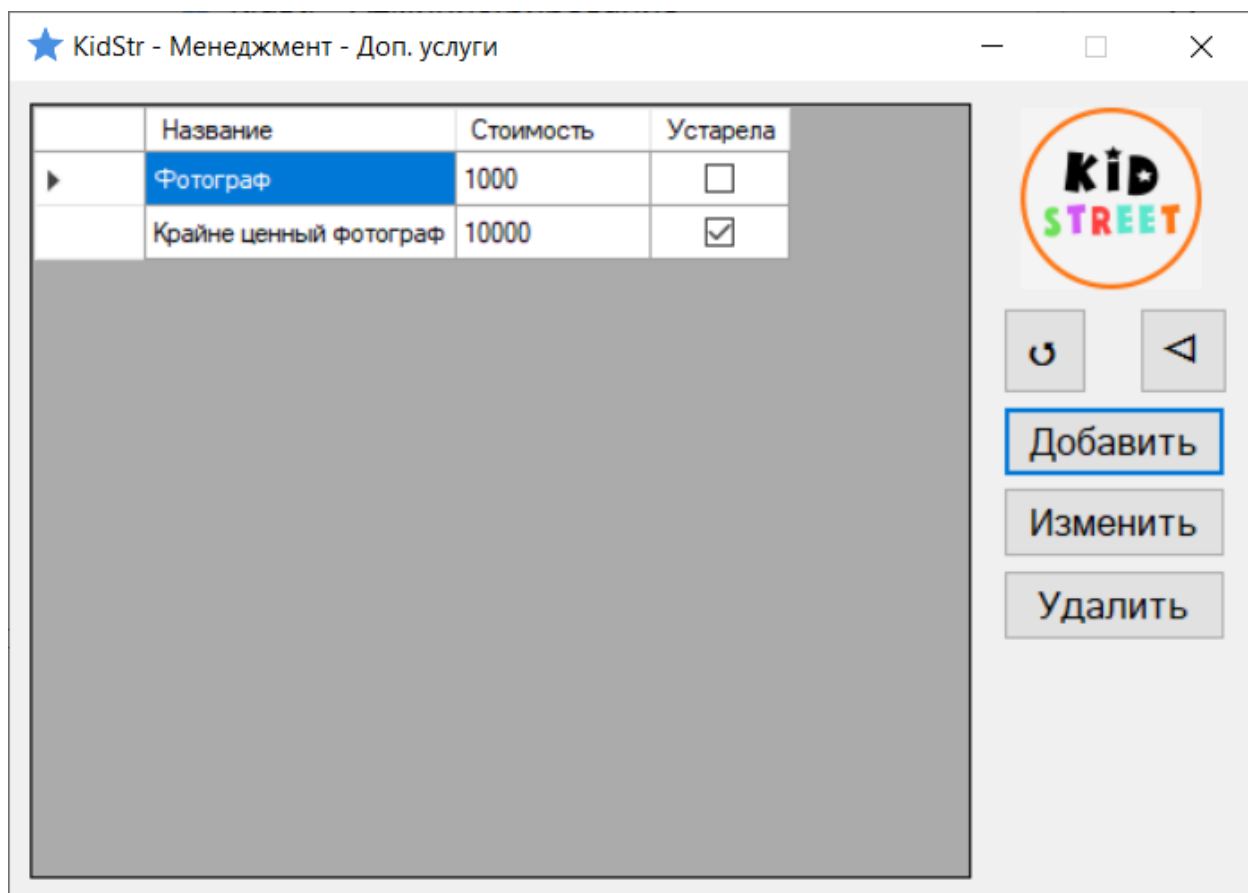 KidStr - Менеджмент - Доп. услуги
Название Стоимость Устарела
Фотограф 1000
Крайне ценный фотограф 10000
KiD
STREET
Добавить
Изменить
Удалить